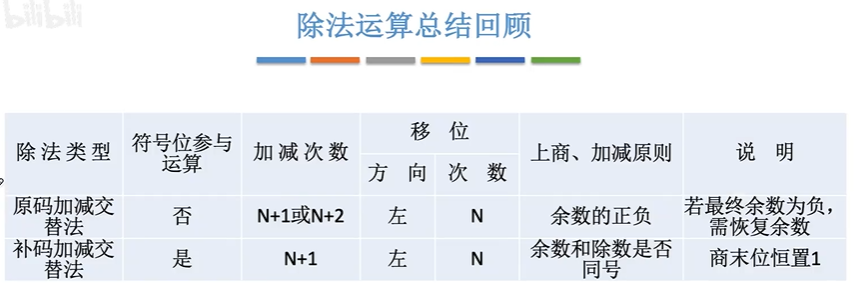 bilibili
除法运算总结回顾
除法类型
符号位参与
运算
加减次数
移位
方向
次数
上商、加减原则
说明
原码加减交
替法
否
N+1或N+2
左
N
余数的正负
若最终余数为负,
需恢复余数
补码加减交
替法
是
N+1
左
N
余数和除数是否
同号
商末位恒置1